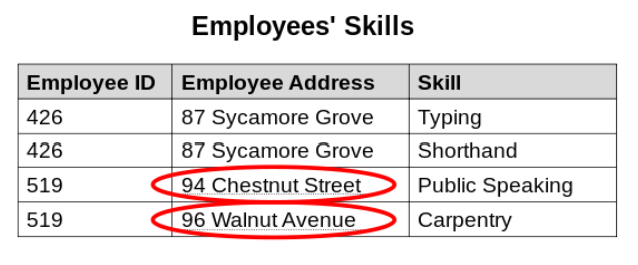 Employees' Skills
Employee ID Employee Address Skill
426 87 Sycamore Grove Typing
426 87 Sycamore Grove Shorthand
519 94 Chestnut Street Public Speaking
519 96 Walnut Avenue Carpentry